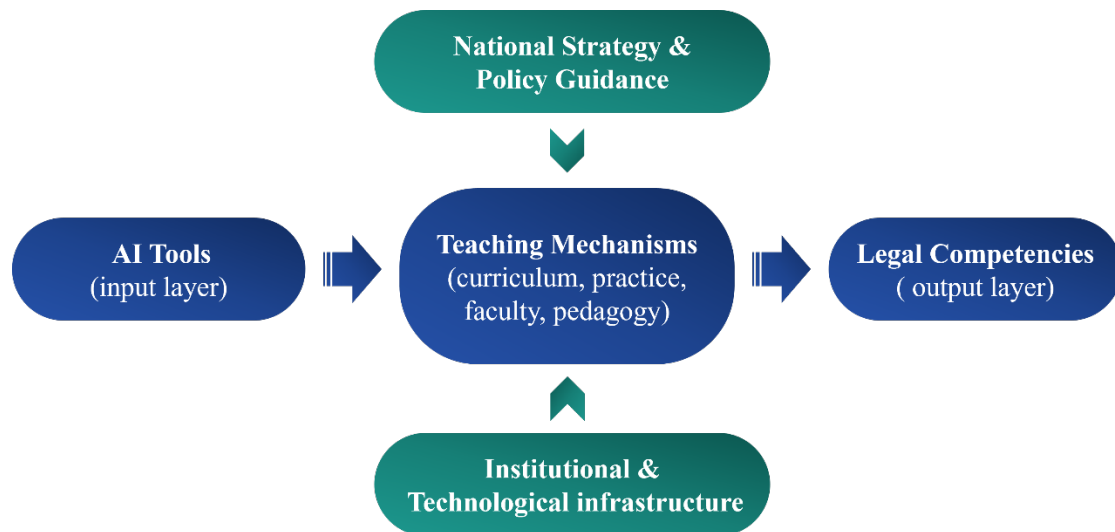 National Strategy &
Policy Guidance
AI Tools
(input layer)
Teaching Mechanisms
(curriculum, practice,
faculty, pedagogy)
Legal Competencies
( output layer)
Institutional &
Technological infrastructure